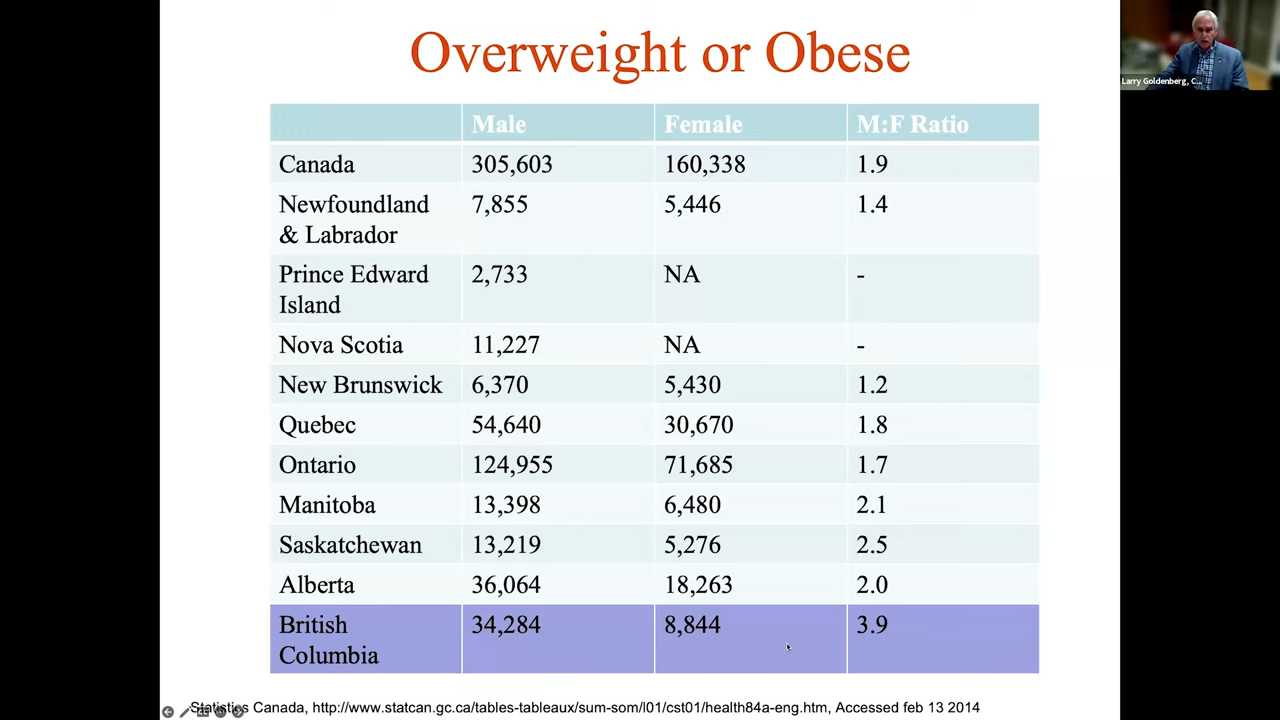 Overweight or Obese
Larry Goldenberg, C...
Male Female M:F Ratio
Canada 305,603 160,338 1.9
Newfoundland
& Labrador 7,855 5,446 1.4
Prince Edward
Island 2,733 NA -
Nova Scotia 11,227 NA -
New Brunswick 6,370 5,430 1.2
Quebec 54,640 30,670 1.8
Ontario 124,955 71,685 1.7
Manitoba 13,398 6,480 2.1
Saskatchewan 13,219 5,276 2.5
Alberta 36,064 18,263 2.0
British
Columbia 34,284 8,844 3.9
Statistics Canada, http://www.statcan.gc.ca/tables-tableaux/sum-som/l01/cst01/health84a-eng.htm, Accessed feb 13 2014